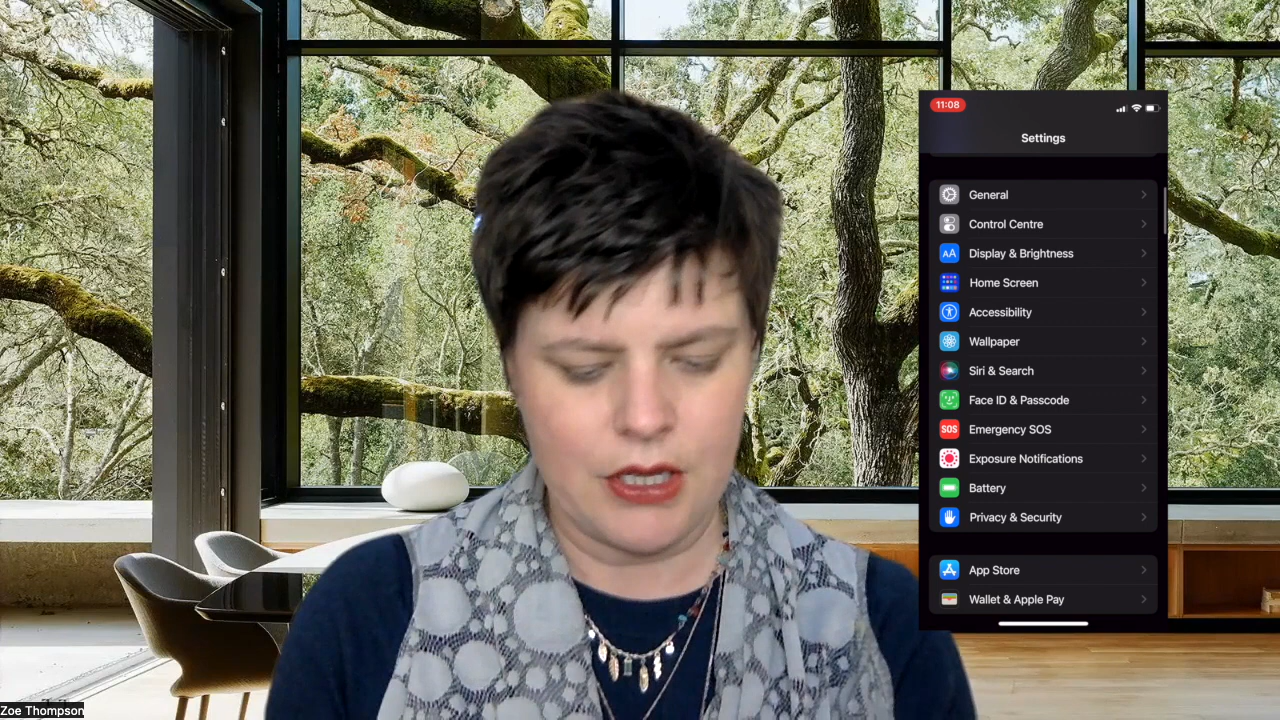 11:08
Settings
General
Control Centre
AA
Display & Brightness
Home Screen
Accessibility
Wallpaper
Siri & Search
Face ID & Passcode
SOS
Emergency SOS
Exposure Notifications
Battery
Privacy & Security
App Store
Wallet & Apple Pay
Zoe Thompson